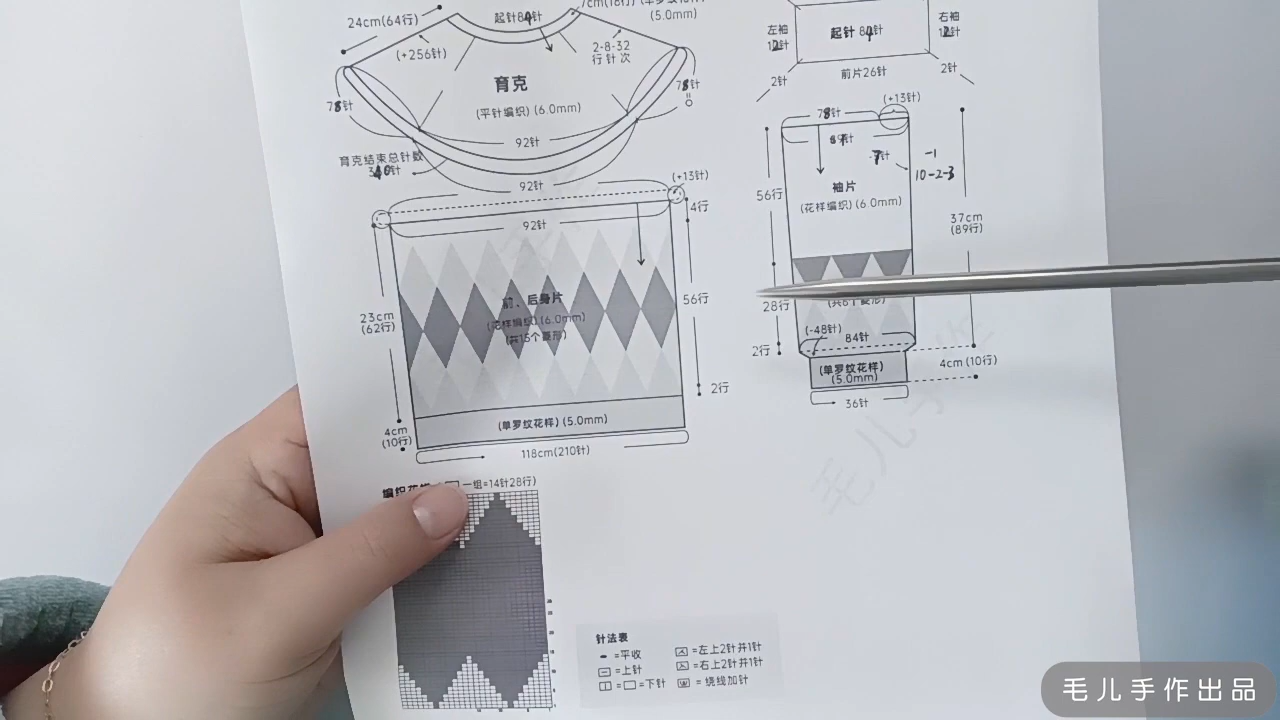 24cm(64行)
起针84针
(5.0mm)
(+256针)
2-8-32
行 针 次
育克
(平针编织) (6.0mm)
78针
78针
92针
育克结束总针数
340针
左袖
12针
起针 84针
右袖
12针
2针
前片26针
2针
92针
(+13针)
4行
92针
23cm
(62行)
前、后身片
(花样编织) (6.0mm)
(共15个菱形)
56行
2行
4cm
(10行)
(单罗纹花样) (5.0mm)
118cm(210针)
78针
(+13针)
-7针
-1
10-2-3
56行
袖片
(花样编织) (6.0mm)
37cm
(89行)
28行
(-48针)
84针
2行
(单罗纹花样)
(5.0mm)
4cm (10行)
36针
一组=14针28行)
针法表
=平收
=上针
=下针
=左上2针并1针
=右上2针并1针
=绕线加针
毛儿手作出品